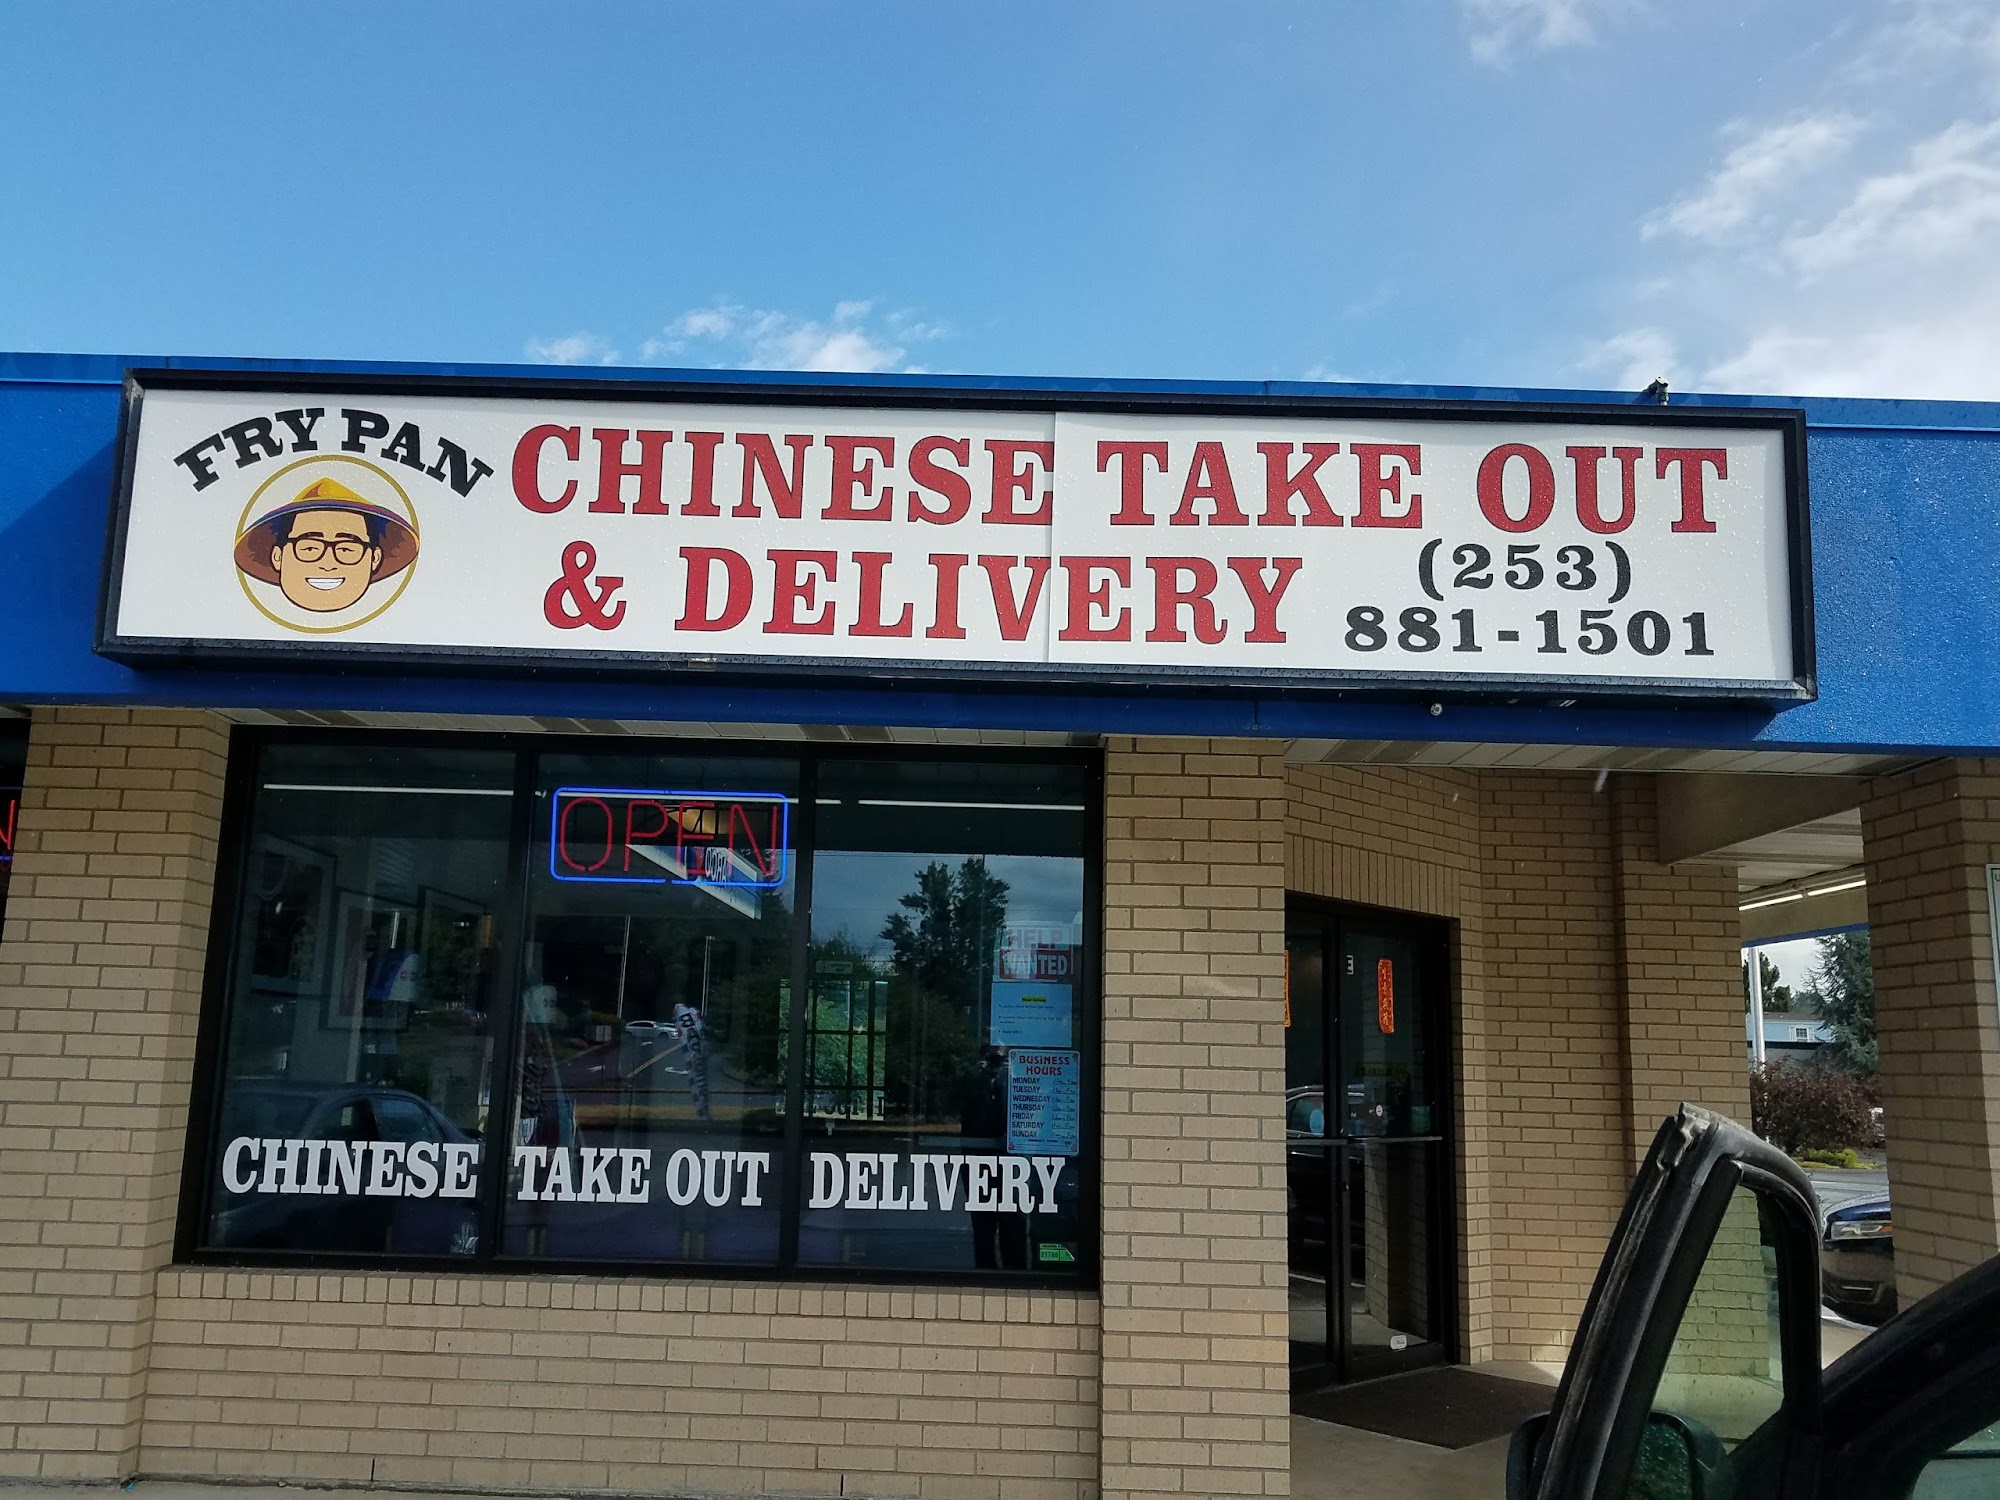 FRY PAN
CHINESE TAKE OUT
& DELIVERY
(253)
881-1501
OPEN
HELP
WANTED
BUSINESS
HOURS
MONDAY
TUESDAY
WEDNESDAY
THURSDAY
FRIDAY
SATURDAY
SUNDAY
CHINESE TAKE OUT DELIVERY
E